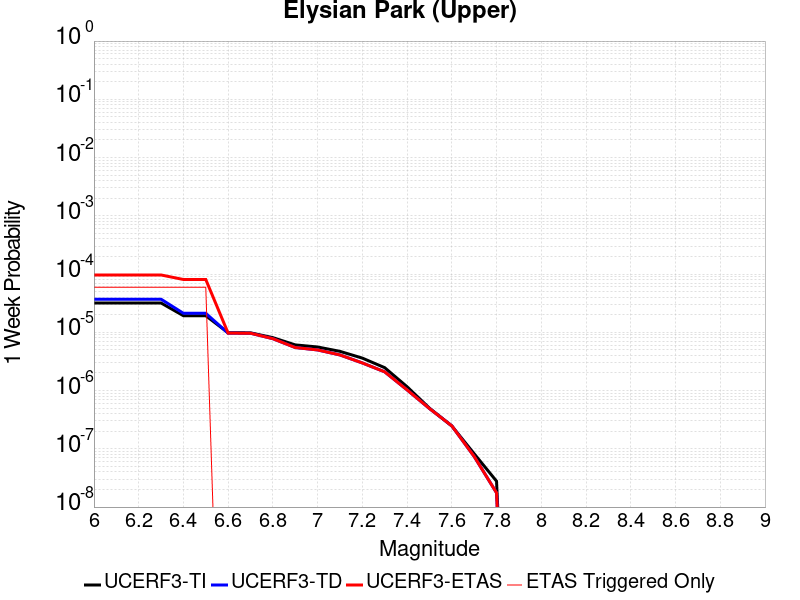 Elysian Park (Upper)
10^0
10^-1
10^-2
10^-3
10^-4
10^-5
10^-6
10^-7
10^-8
1 Week Probability
6 6.2 6.4 6.6 6.8 7 7.2 7.4 7.6 7.8 8 8.2 8.4 8.6 8.8 9
Magnitude
UCERF3-TI UCERF3-TD UCERF3-ETAS ETAS Triggered Only